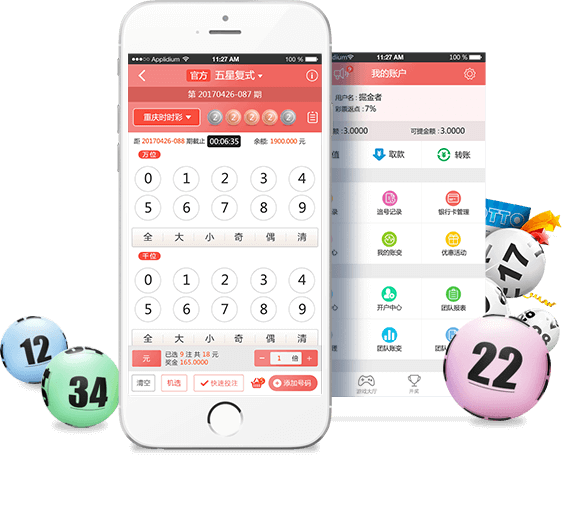 ●●●○○ Applidium 11:27 AM 100%
官方 五星复式
第 20170426-087 期
重庆时时彩 2 2 2 2 2
距 20170426-088 期截止 00:06:35 余额: 1900.000 元
万位
0 1 2 3 4
5 6 7 8 9
全 大 小 奇 偶 清
千位
0 1 2 3 4
5 6 7 8 9
全 大 小 奇 偶 清
元 已选 9 注 共 18 元 − 1 倍 +
奖金 165.0000
清空 机选 快速投注 添加号码
11:27 AM 100%
我的账户
用户名 : 掘金者
彩票返点 : 7%
: 3.0000 可提金额 : 3.0000
值 取款 转账
录 追号记录 银行卡管理
心 我的账变 优惠活动
心 开户中心 团队报表
团队账变 团队
游戏大厅 开奖
12
34
22
17
OTTO